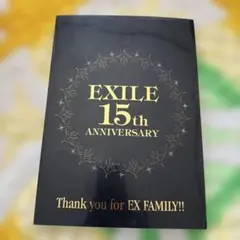 EXILE
15th
ANNIVERSARY
Thank you for EX FAMILY!!